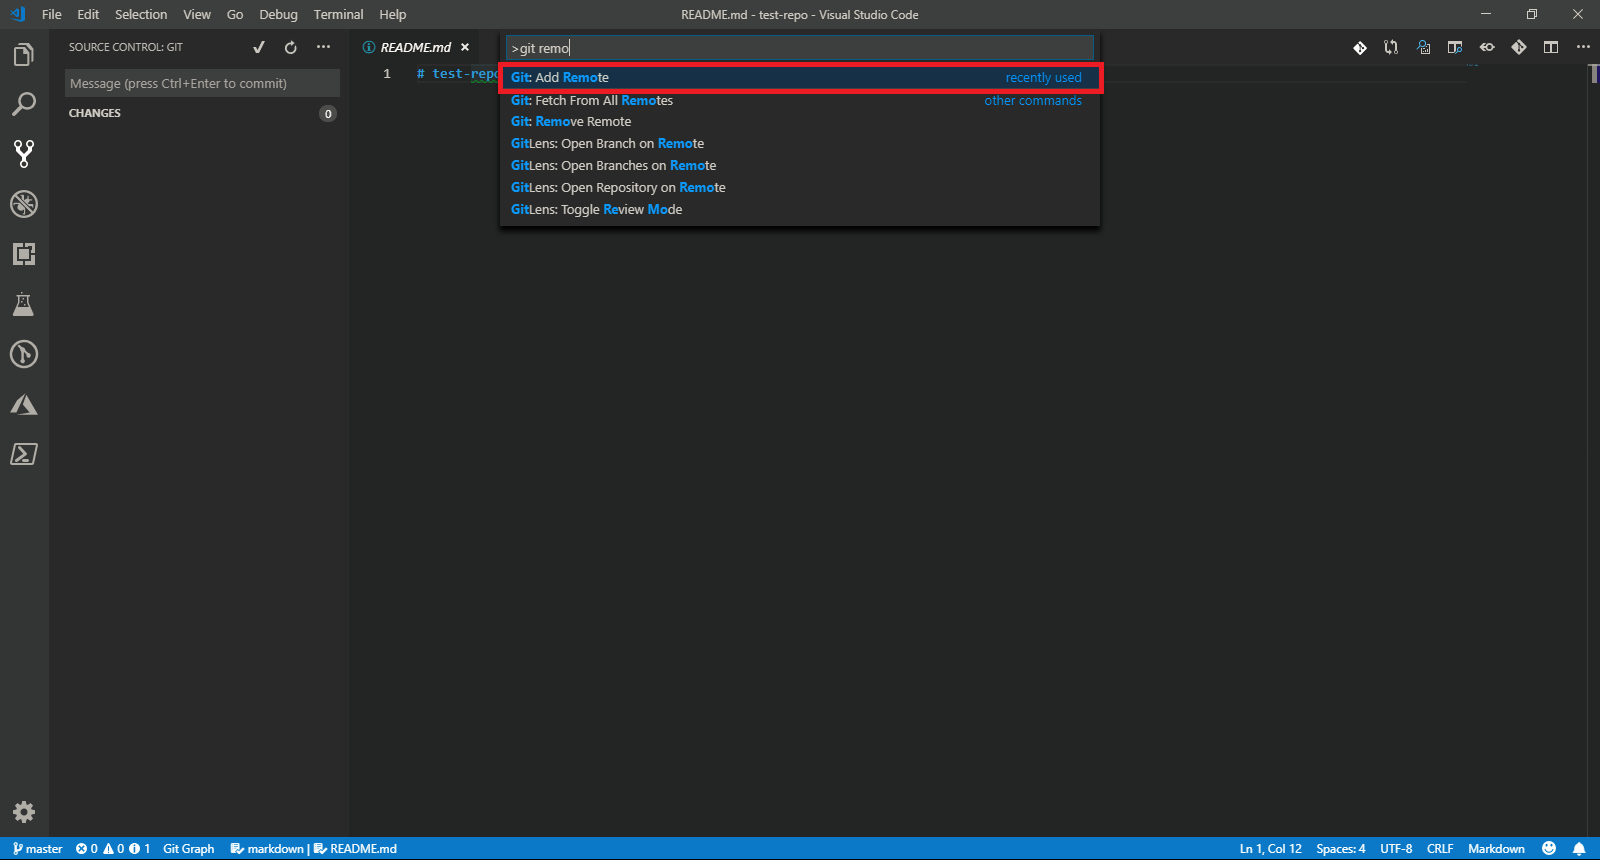 File Edit Selection View Go Debug Terminal Help README.md - test-repo - Visual Studio Code
SOURCE CONTROL: GIT
Message (press Ctrl+Enter to commit)
CHANGES 0
README.md
1 # test-repo
>git remo
Git: Add Remote recently used
Git: Fetch From All Remotes other commands
Git: Remove Remote
GitLens: Open Branch on Remote
GitLens: Open Branches on Remote
GitLens: Open Repository on Remote
GitLens: Toggle Review Mode
master 0 0 1 Git Graph markdown | README.md Ln 1, Col 12 Spaces: 4 UTF-8 CRLF Markdown